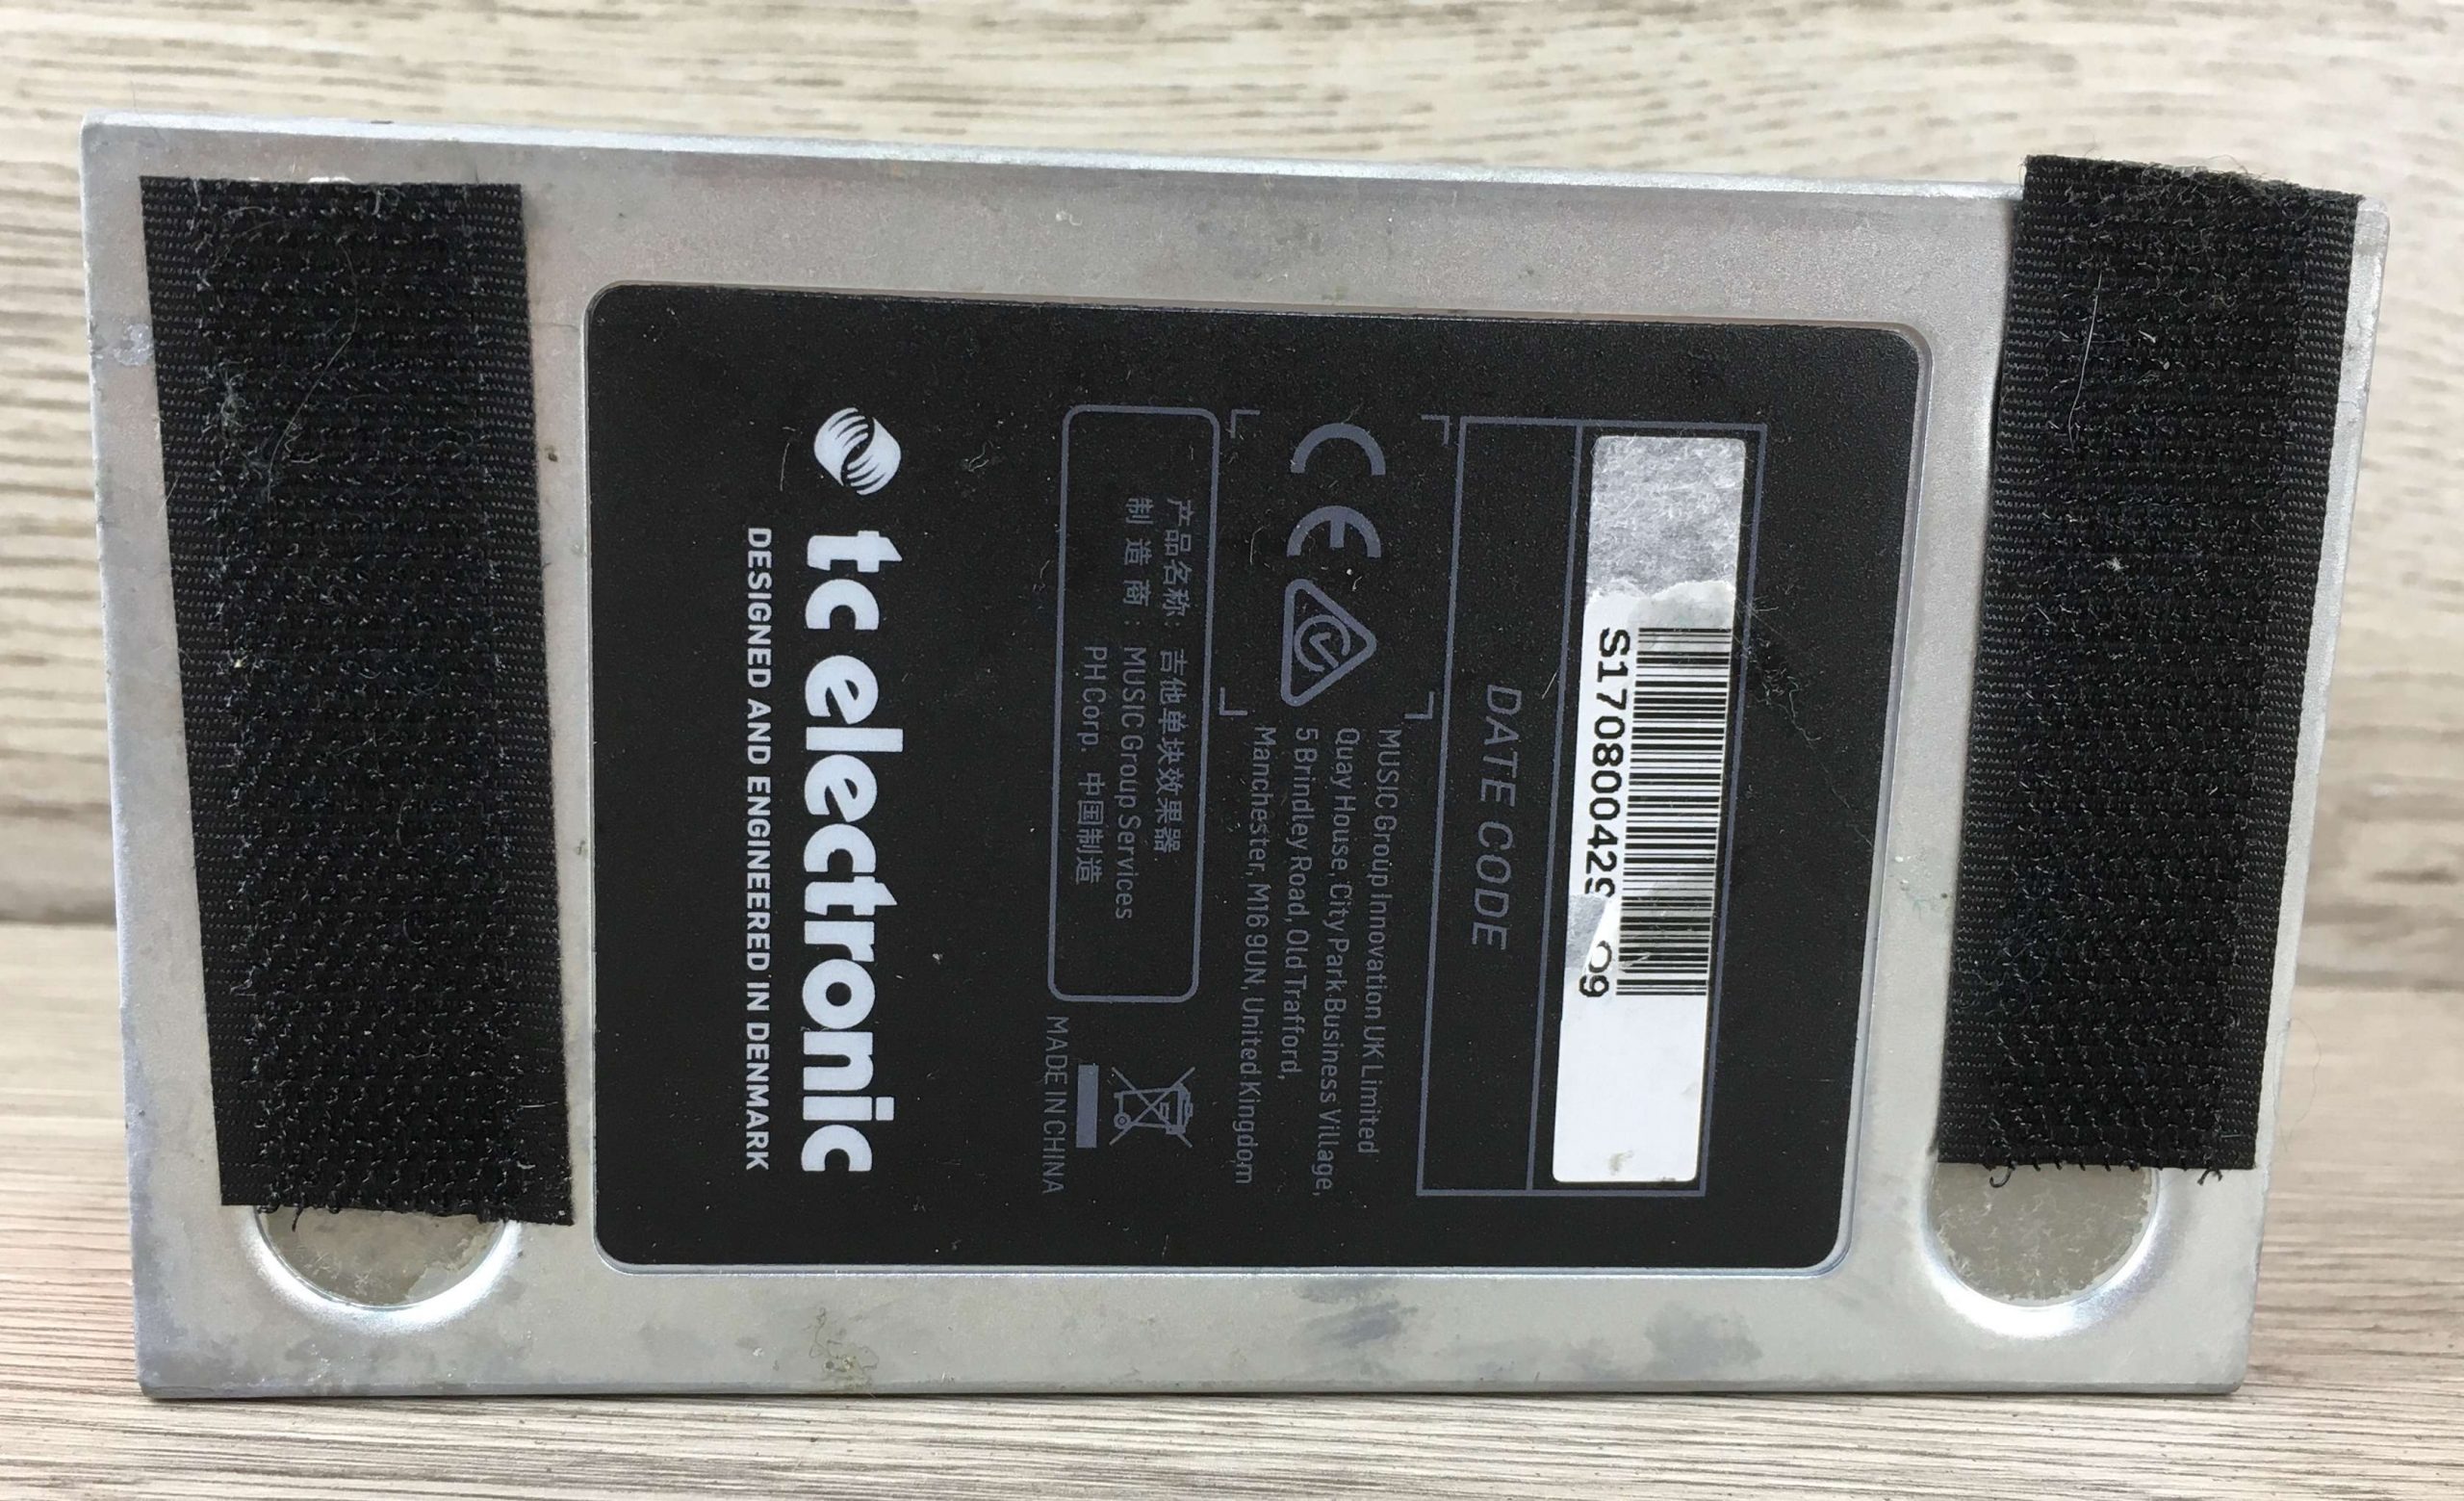 S170800429
09
DATE CODE
MUSIC Group Innovation UK Limited
Quay House, City Park Business Village,
5 Brindley Road, Old Trafford,
Manchester, M16 9UN, United Kingdom
产品名称 吉他单块效果器
制 造 商 : MUSIC Group Services
PH Corp. 中国制造
MADE IN CHINA
tc electronic
DESIGNED AND ENGINEERED IN DENMARK